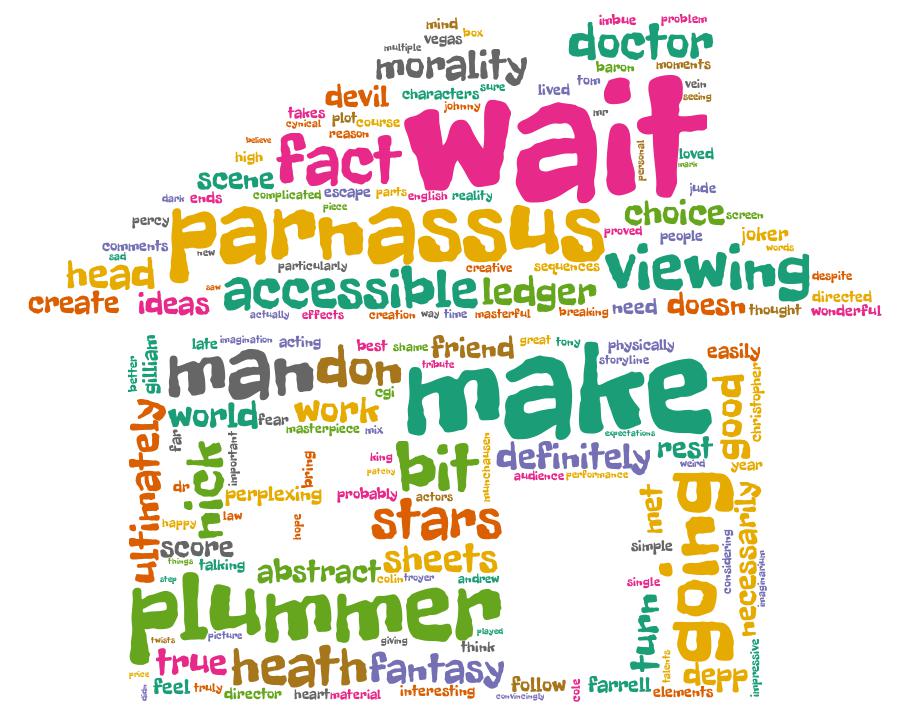 mind
imbue
problem
vegas
box
multiple
doctor
morality
baron
moments
devil
characters
sure
lived
tom
vein
seeing
takes
plot
course
johnny
wait
mr
cynical
reason
believe
fact
high
personal
loved
mark
scene
complicated
escape
parts
english
reality
jude
dark
ends
piece
percy
parnassus
choice
screen
proved
people
joker
words
comments
sad
new
particularly
creative
sequences
viewing
despite
head
saw
accessible
ledger
directed
create
ideas
actually
effects
creation
way
time
masterful
breaking
need
doesn
thought
wonderful
late
imagination
acting
best
shame
friend
great
tony
physically
easily
better
gilliam
man
don
tribute
storyline
make
cgi
christopher
world
fear
work
masterpiece
mix
expectations
good
ultimately
far
nick
important
bring
king
patchy
bit
munchausen
definitely
rest
weird
audience
performance
year
dr
perplexing
probably
actors
met
going
necessarily
happy
law
hope
stars
score
simple
considering
imaginarium
things
talking
abstract
sheets
colin
troyer
andrew
step
single
plummer
turn
twists
picture
giving
played
think
true
heath
fantasy
talents
impressive
price
depp
didn
feel
truly
director
heart
material
interesting
follow
convincingly
cole
farrell
elements